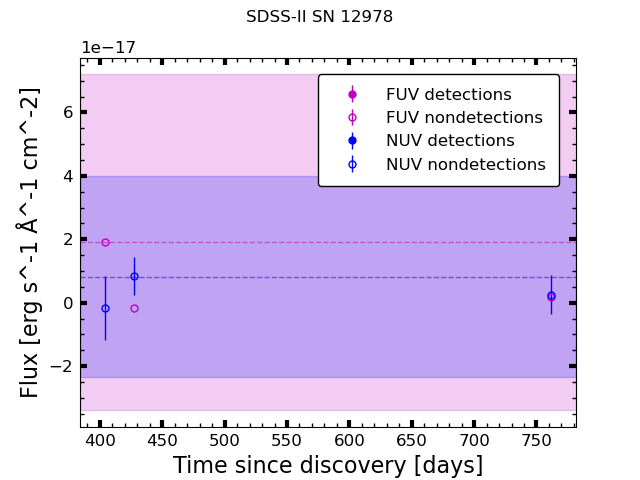 SDSS-II SN 12978
1e−17
FUV detections
FUV nondetections
NUV detections
NUV nondetections
6
4
2
0
−2
Flux [erg s^-1 Å^-1 cm^-2]
400 450 500 550 600 650 700 750
Time since discovery [days]